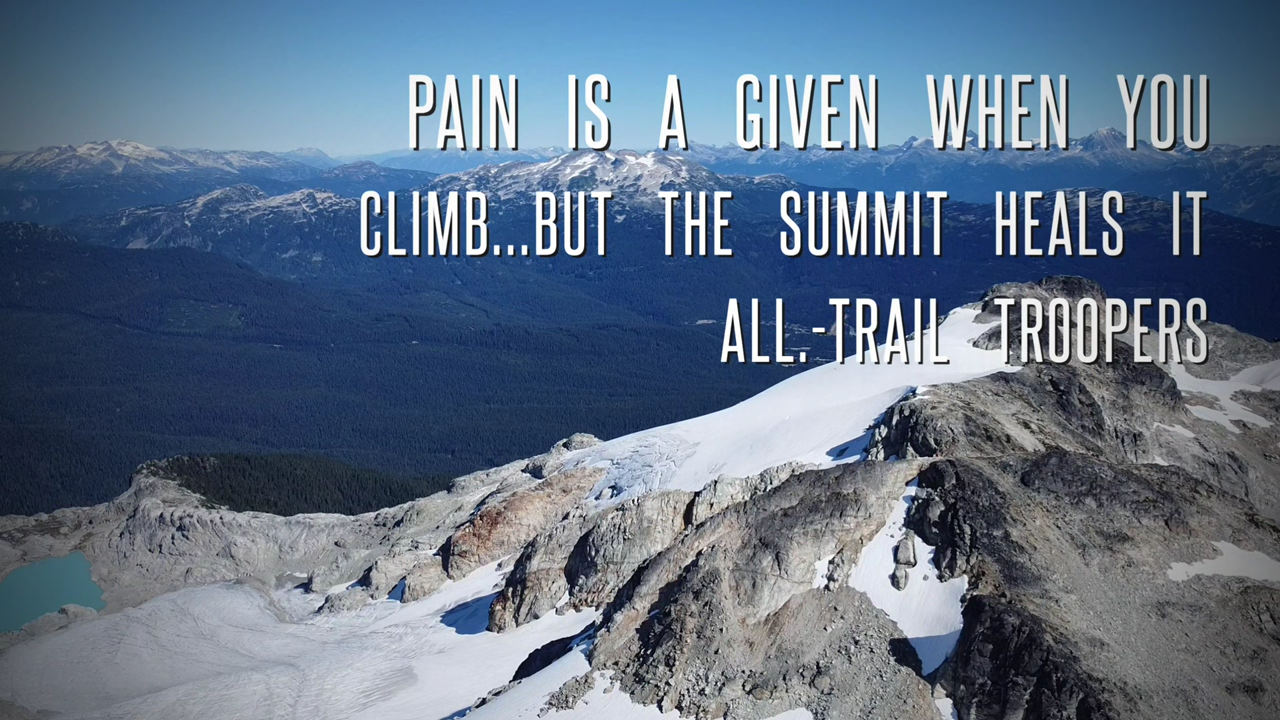 PAIN IS A GIVEN WHEN YOU
CLIMB...BUT THE SUMMIT HEALS IT
ALL.-TRAIL TROOPERS